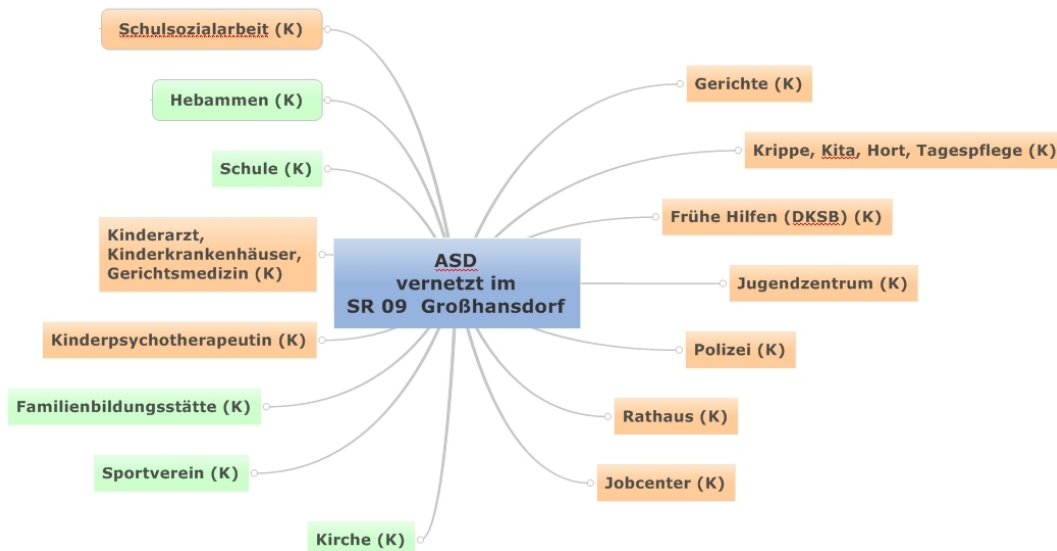 Schulsozialarbeit (K)
Hebammen (K)
Schule (K)
Kinderarzt,
Kinderkrankenhäuser,
Gerichtsmedizin (K)
Kinderpsychotherapeutin (K)
Familienbildungsstätte (K)
Sportverein (K)
Kirche (K)
ASD
vernetzt im
SR 09 Großhansdorf
Gerichte (K)
Krippe, Kita, Hort, Tagespflege (K)
Frühe Hilfen (DKSB) (K)
Jugendzentrum (K)
Polizei (K)
Rathaus (K)
Jobcenter (K)